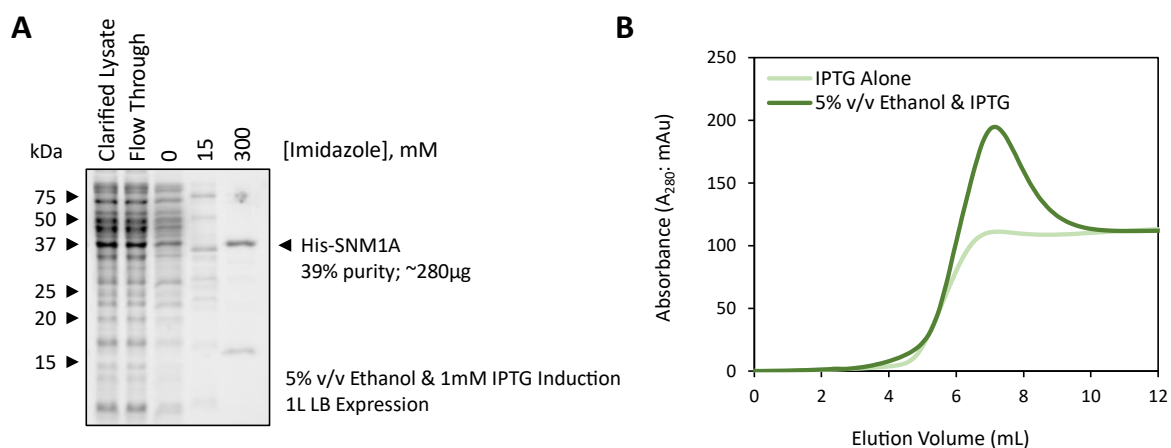 A
Clarified Lysate
Flow Through
0
15
300
[Imidazole], mM
kDa
75
50
37
25
20
15
His-SNM1A
39% purity; ~280µg
5% v/v Ethanol & 1mM IPTG Induction
1L LB Expression
B
IPTG Alone
5% v/v Ethanol & IPTG
Absorbance (A280: mAu)
250
200
150
100
50
0
0 2 4 6 8 10 12
Elution Volume (mL)